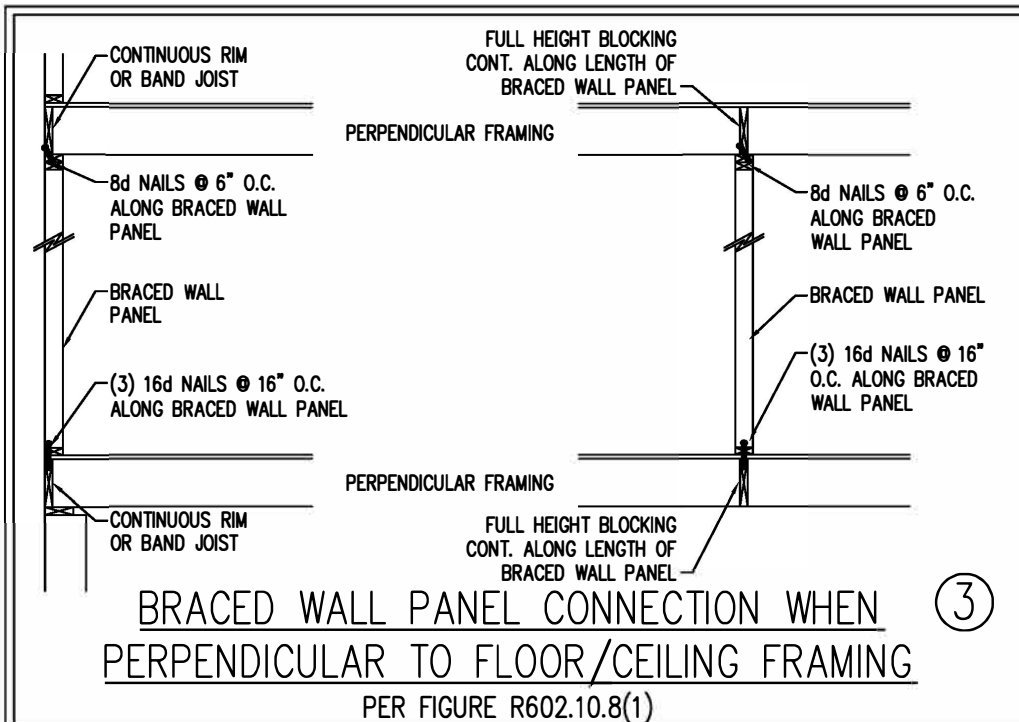 CONTINUOUS RIM
OR BAND JOIST
FULL HEIGHT BLOCKING
CONT. ALONG LENGTH OF
BRACED WALL PANEL
PERPENDICULAR FRAMING
8d NAILS @ 6" O.C.
ALONG BRACED WALL
PANEL
8d NAILS @ 6" O.C.
ALONG BRACED
WALL PANEL
BRACED WALL
PANEL
BRACED WALL PANEL
(3) 16d NAILS @ 16" O.C.
ALONG BRACED WALL PANEL
(3) 16d NAILS @ 16"
O.C. ALONG BRACED
WALL PANEL
PERPENDICULAR FRAMING
CONTINUOUS RIM
OR BAND JOIST
FULL HEIGHT BLOCKING
CONT. ALONG LENGTH OF
BRACED WALL PANEL
BRACED WALL PANEL CONNECTION WHEN
PERPENDICULAR TO FLOOR/CEILING FRAMING
3
PER FIGURE R602.10.8(1)